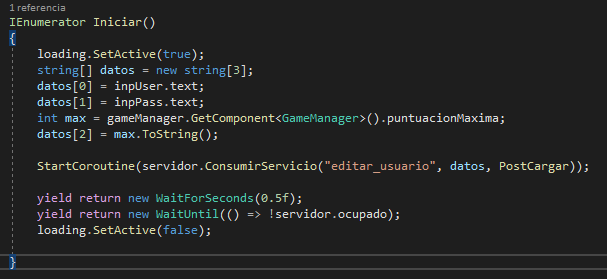 1 referencia
IEnumerator Iniciar()
{
loading.SetActive(true);
string[] datos = new string[3];
datos[0] = inpUser.text;
datos[1] = inpPass.text;
int max = gameManager.GetComponent<GameManager>().puntuacionMaxima;
datos[2] = max.ToString();
StartCoroutine(servidor.ConsumirServicio("editar_usuario", datos, PostCargar));
yield return new WaitForSeconds(0.5f);
yield return new WaitUntil(() => !servidor.ocupado);
loading.SetActive(false);
}